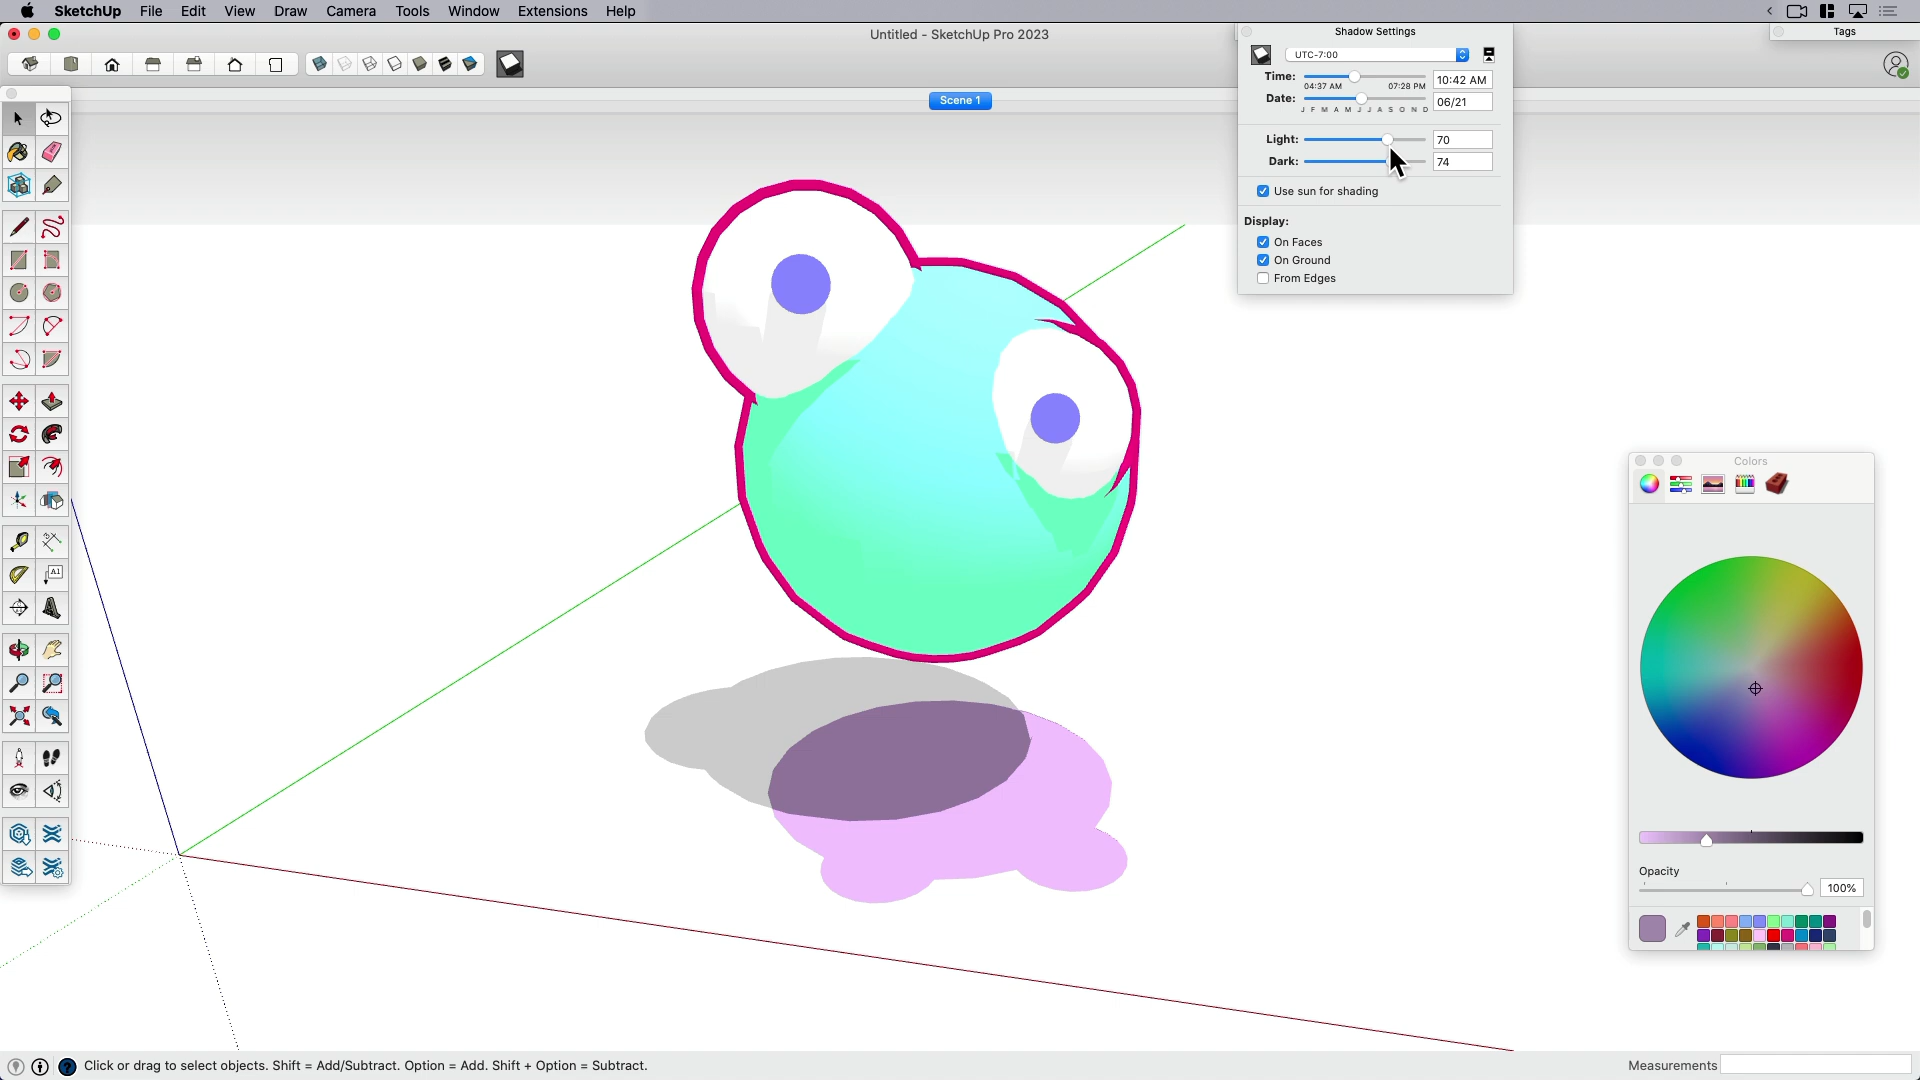 SketchUp File Edit View Draw Camera Tools Window Extensions Help
Untitled - SketchUp Pro 2023
Scene 1
Shadow Settings
UTC-7:00
Time: 10:42 AM
04:37 AM 07:28 PM
Date: 06/21
J F M A M J J A S O N D
Light: 70
Dark: 74
Use sun for shading
Display:
On Faces
On Ground
From Edges
Tags
A1
Colors
Opacity
100%
Click or drag to select objects. Shift = Add/Subtract. Option = Add. Shift + Option = Subtract.
Measurements